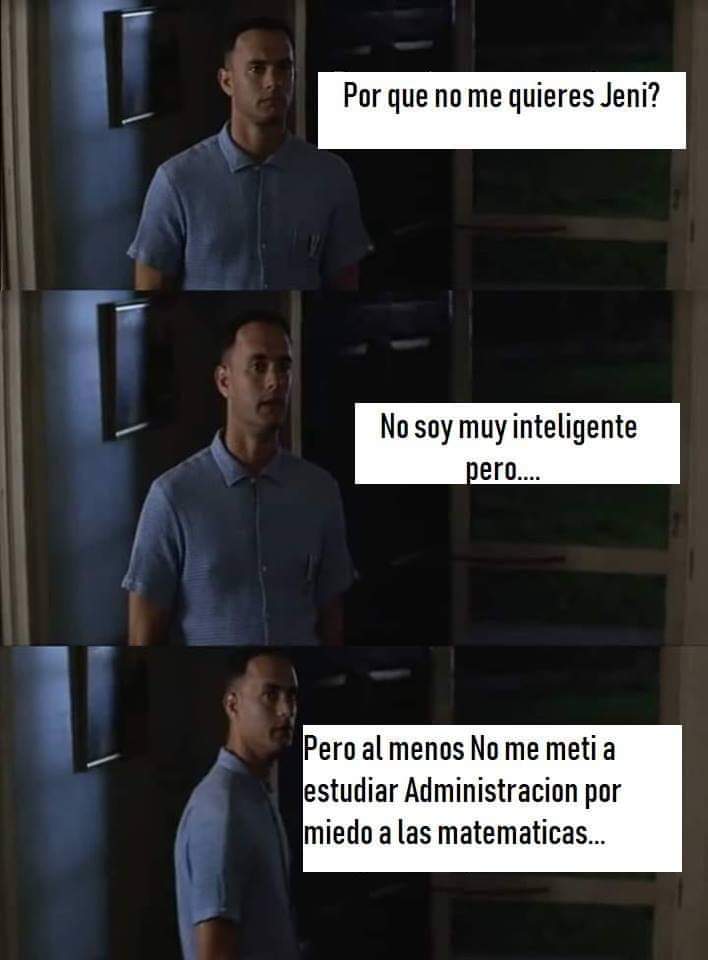 Por que no me quieres Jeni?
No soy muy inteligente
pero....
Pero al menos No me meti a
estudiar Administracion por
miedo a las matematicas...